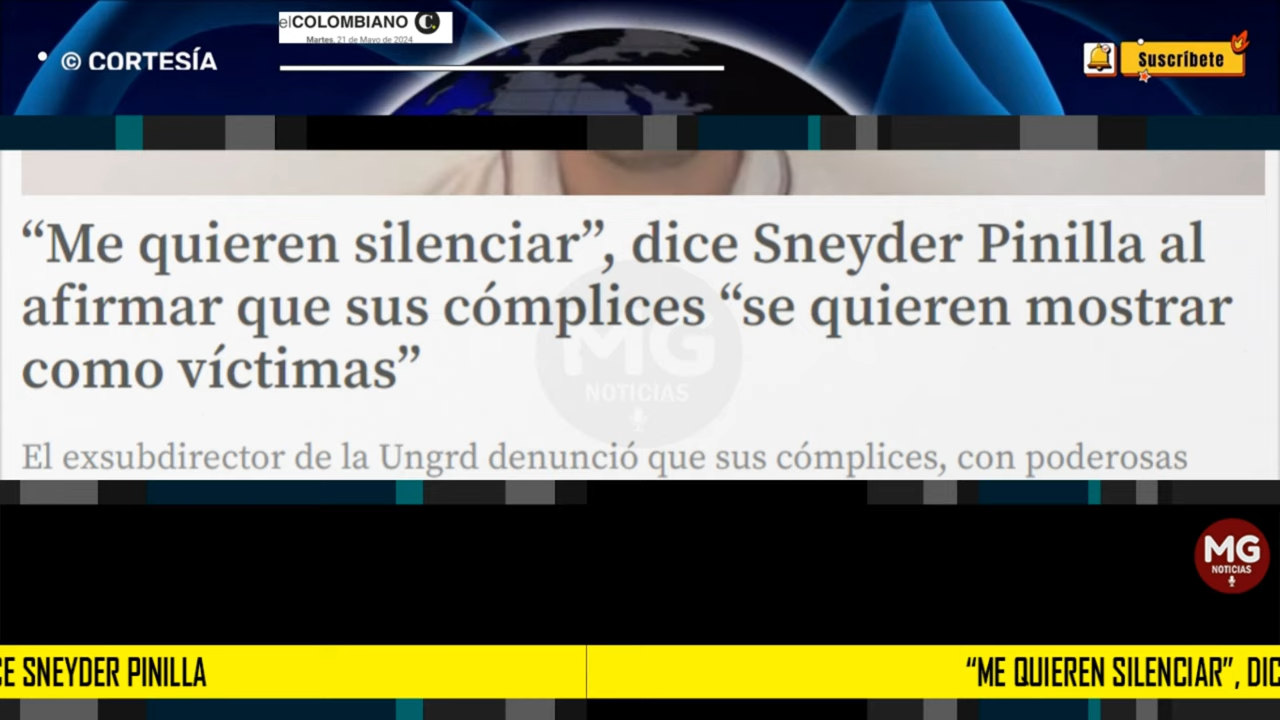 elCOLOMBIANO
Martes, 21 de Mayo de 2024
© CORTESÍA
Suscríbete
“Me quieren silenciar”, dice Sneyder Pinilla al
afirmar que sus cómplices “se quieren mostrar
como víctimas”
MG
NOTICIAS
El exsubdirector de la Ungrd denunció que sus cómplices, con poderosas
MG
NOTICIAS
CE SNEYDER PINILLA
“ME QUIEREN SILENCIAR”, DIC